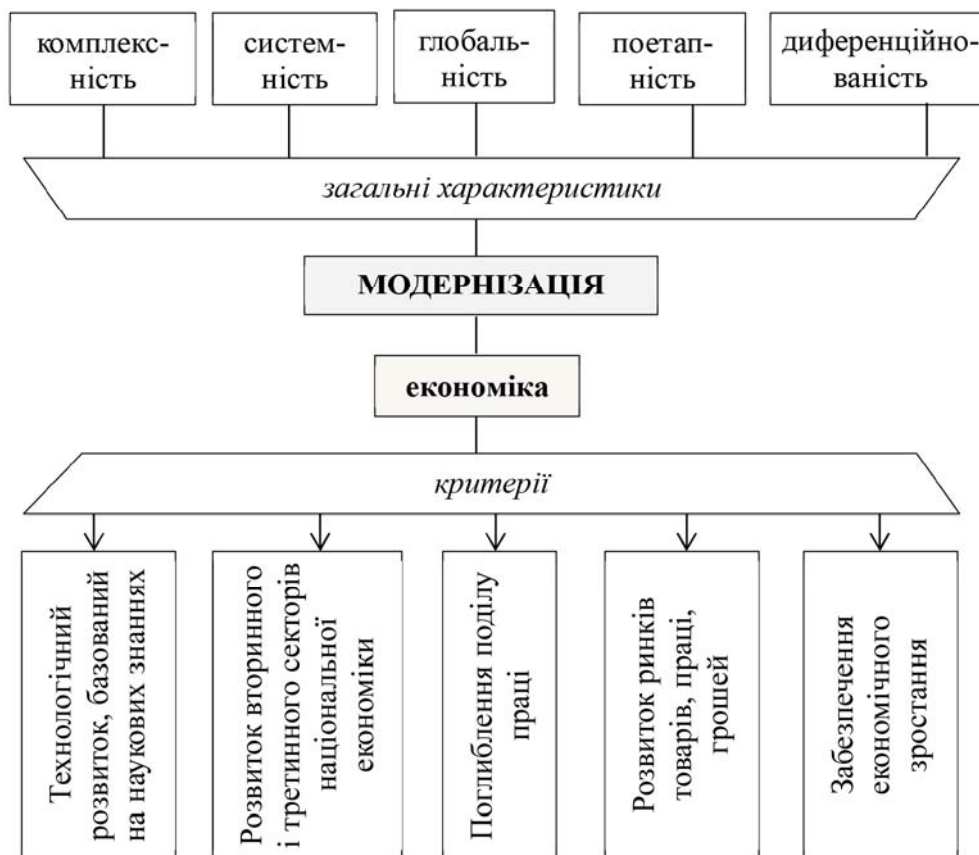 комплекс-
ність
систем-
ність
глобаль-
ність
поетап-
ність
диференційно-
ваність
загальні характеристики
МОДЕРНІЗАЦІЯ
економіка
критерії
Технологічний
розвиток, базований
на наукових знаннях
Розвиток вторинного
і третинного секторів
національної
економіки
Поглиблення поділу
праці
Розвиток ринків
товарів, праці,
грошей
Забезпечення
економічного
зростання